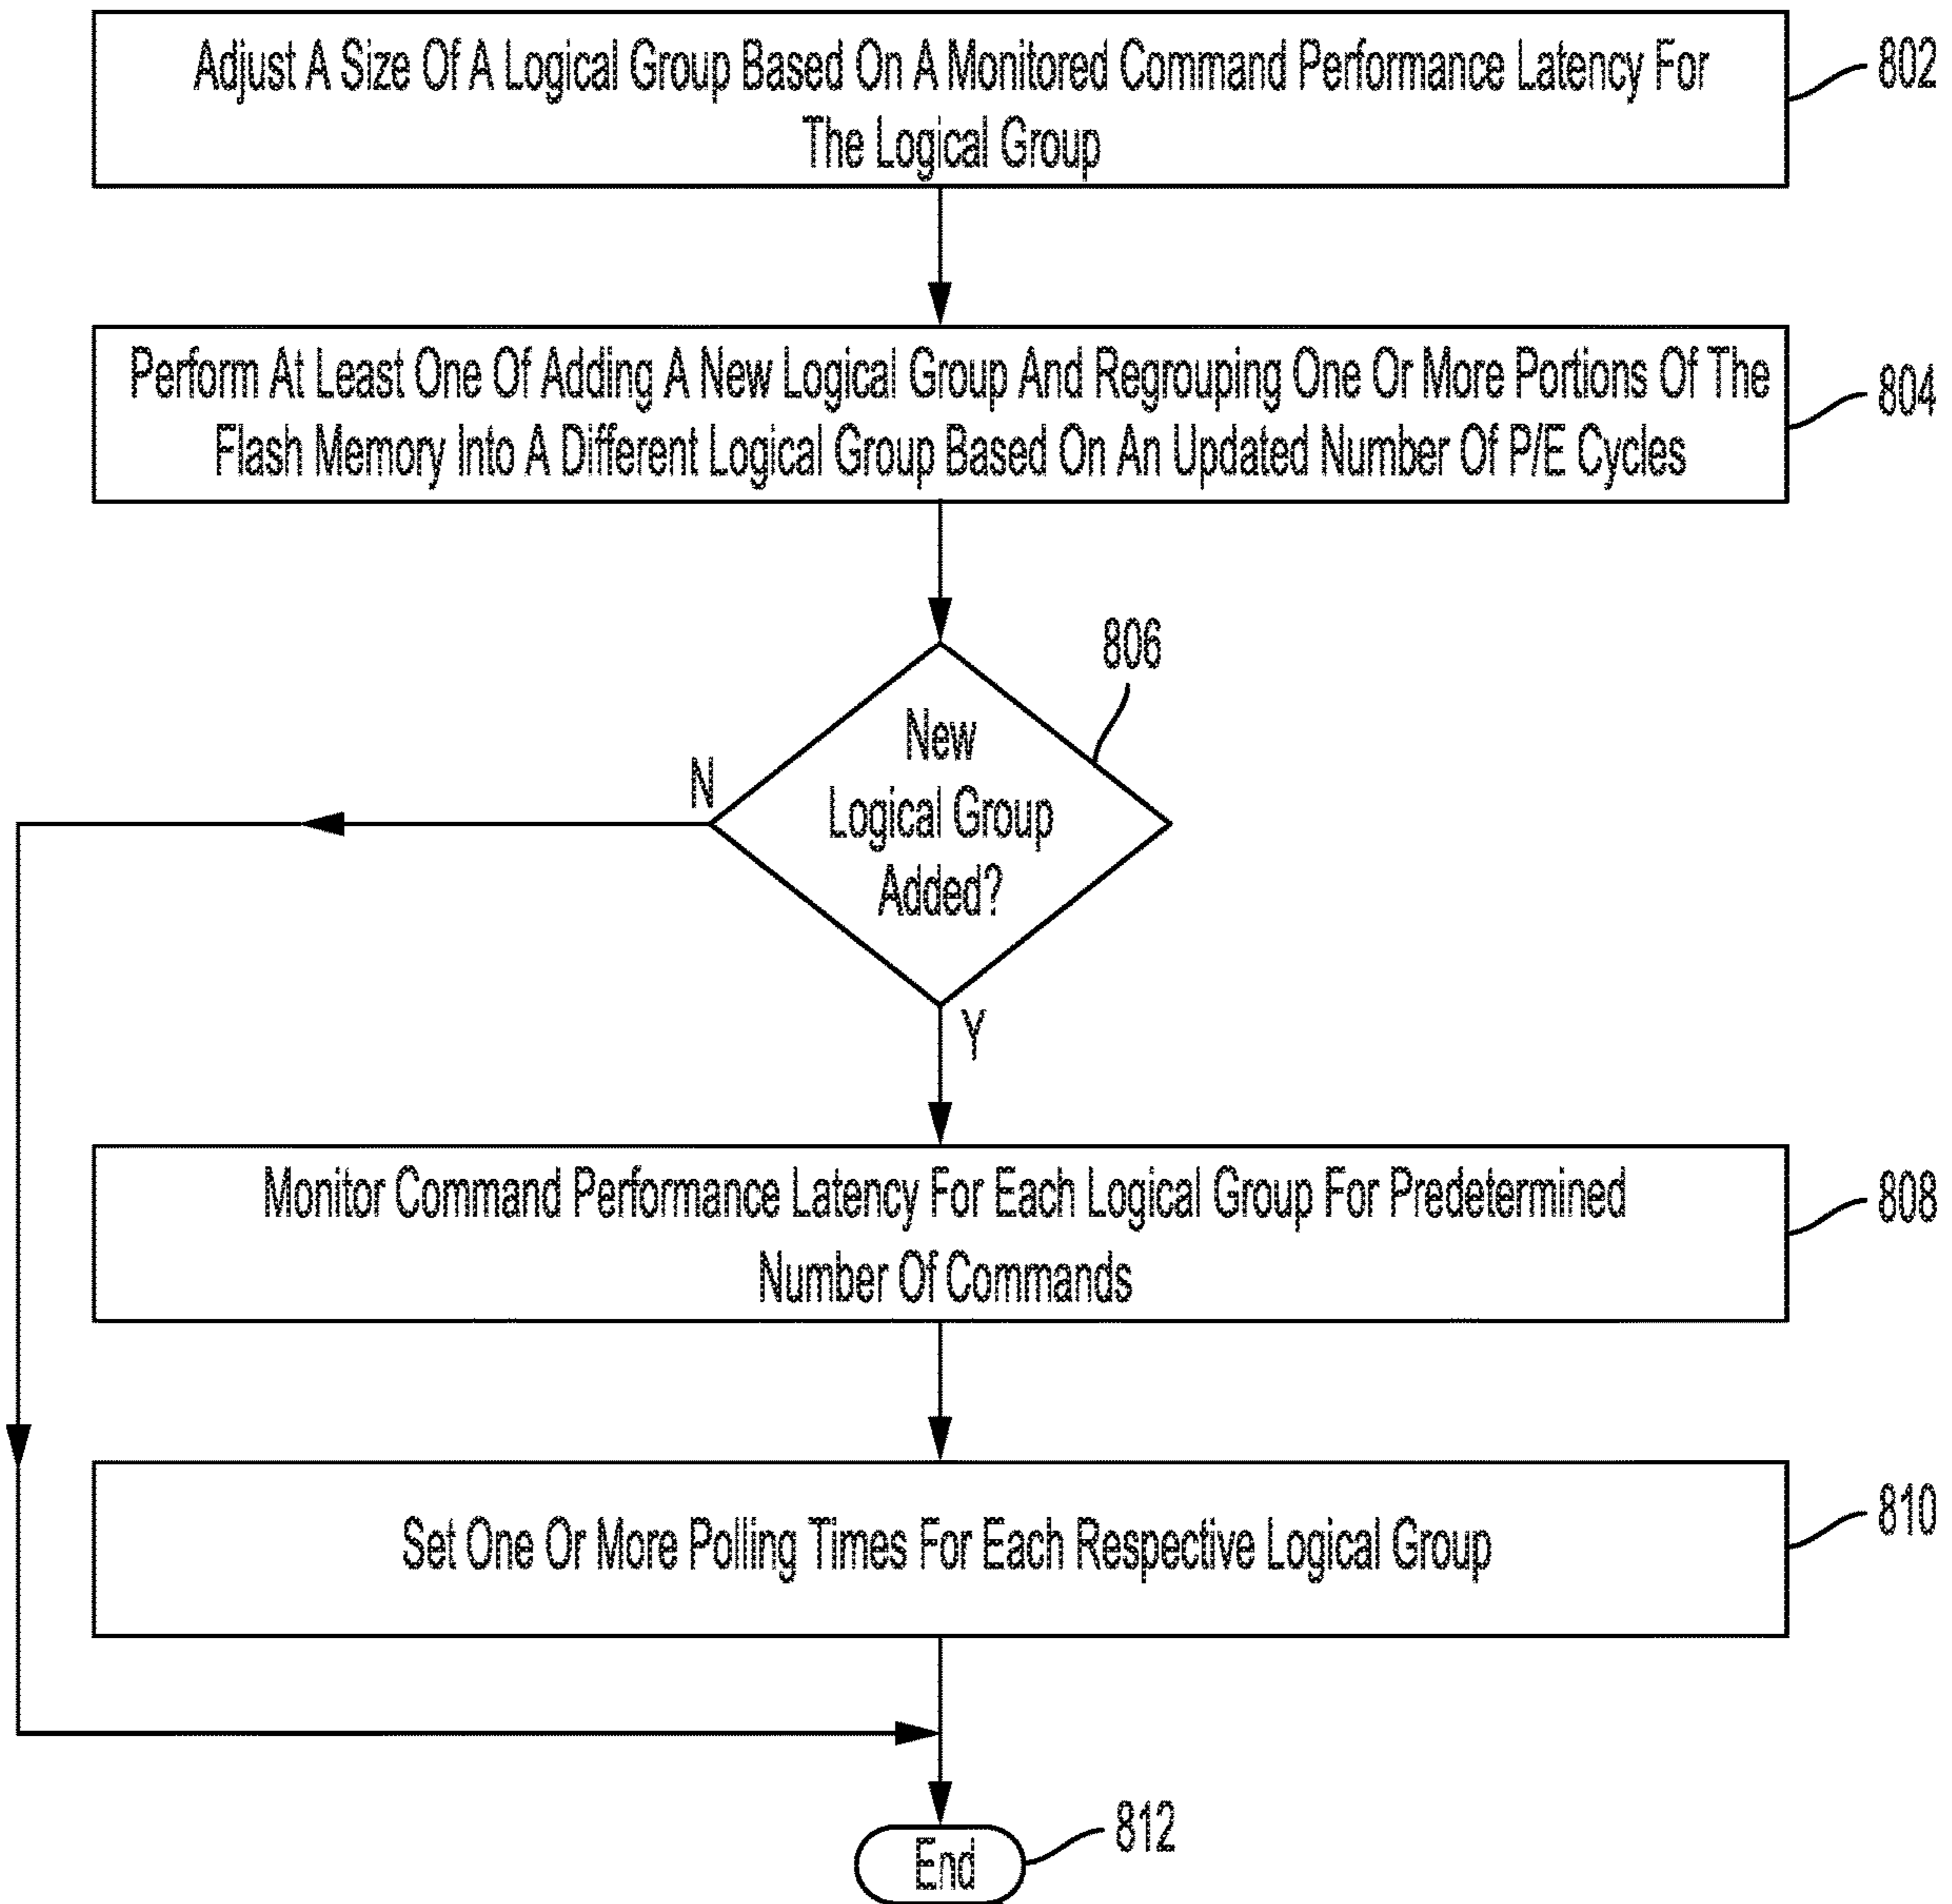 Adjust A Size Of A Logical Group Based On A Monitored Command Performance Latency For
The Logical Group
802
Perform At Least One Of Adding A New Logical Group And Regrouping One Or More Portions Of The
Flash Memory Into A Different Logical Group Based On An Updated Number Of P/E Cycles
804
806
New
Logical Group
Added?
N
Y
Monitor Command Performance Latency For Each Logical Group For Predetermined
Number Of Commands
808
Set One Or More Polling Times For Each Respective Logical Group
810
End
812